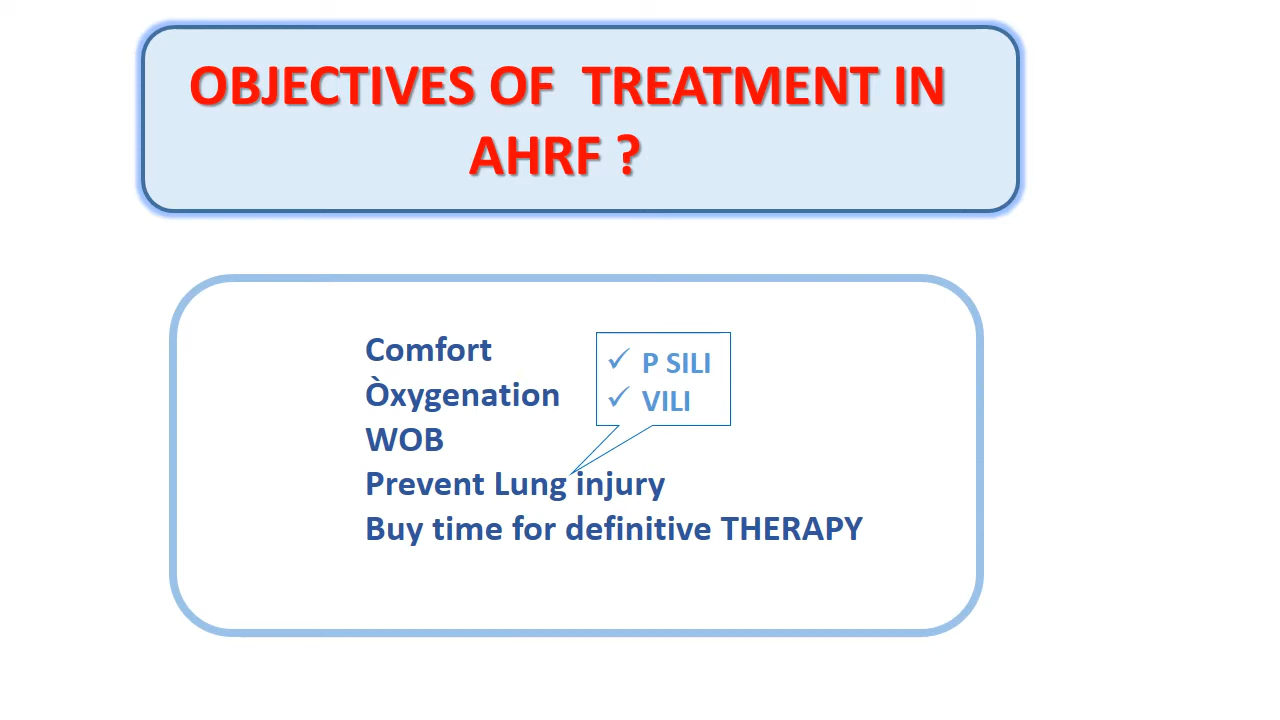 OBJECTIVES OF TREATMENT IN
AHRF ?
Comfort
Òxygenation
WOB
✓ P SILI
✓ VILI
Prevent Lung injury
Buy time for definitive THERAPY